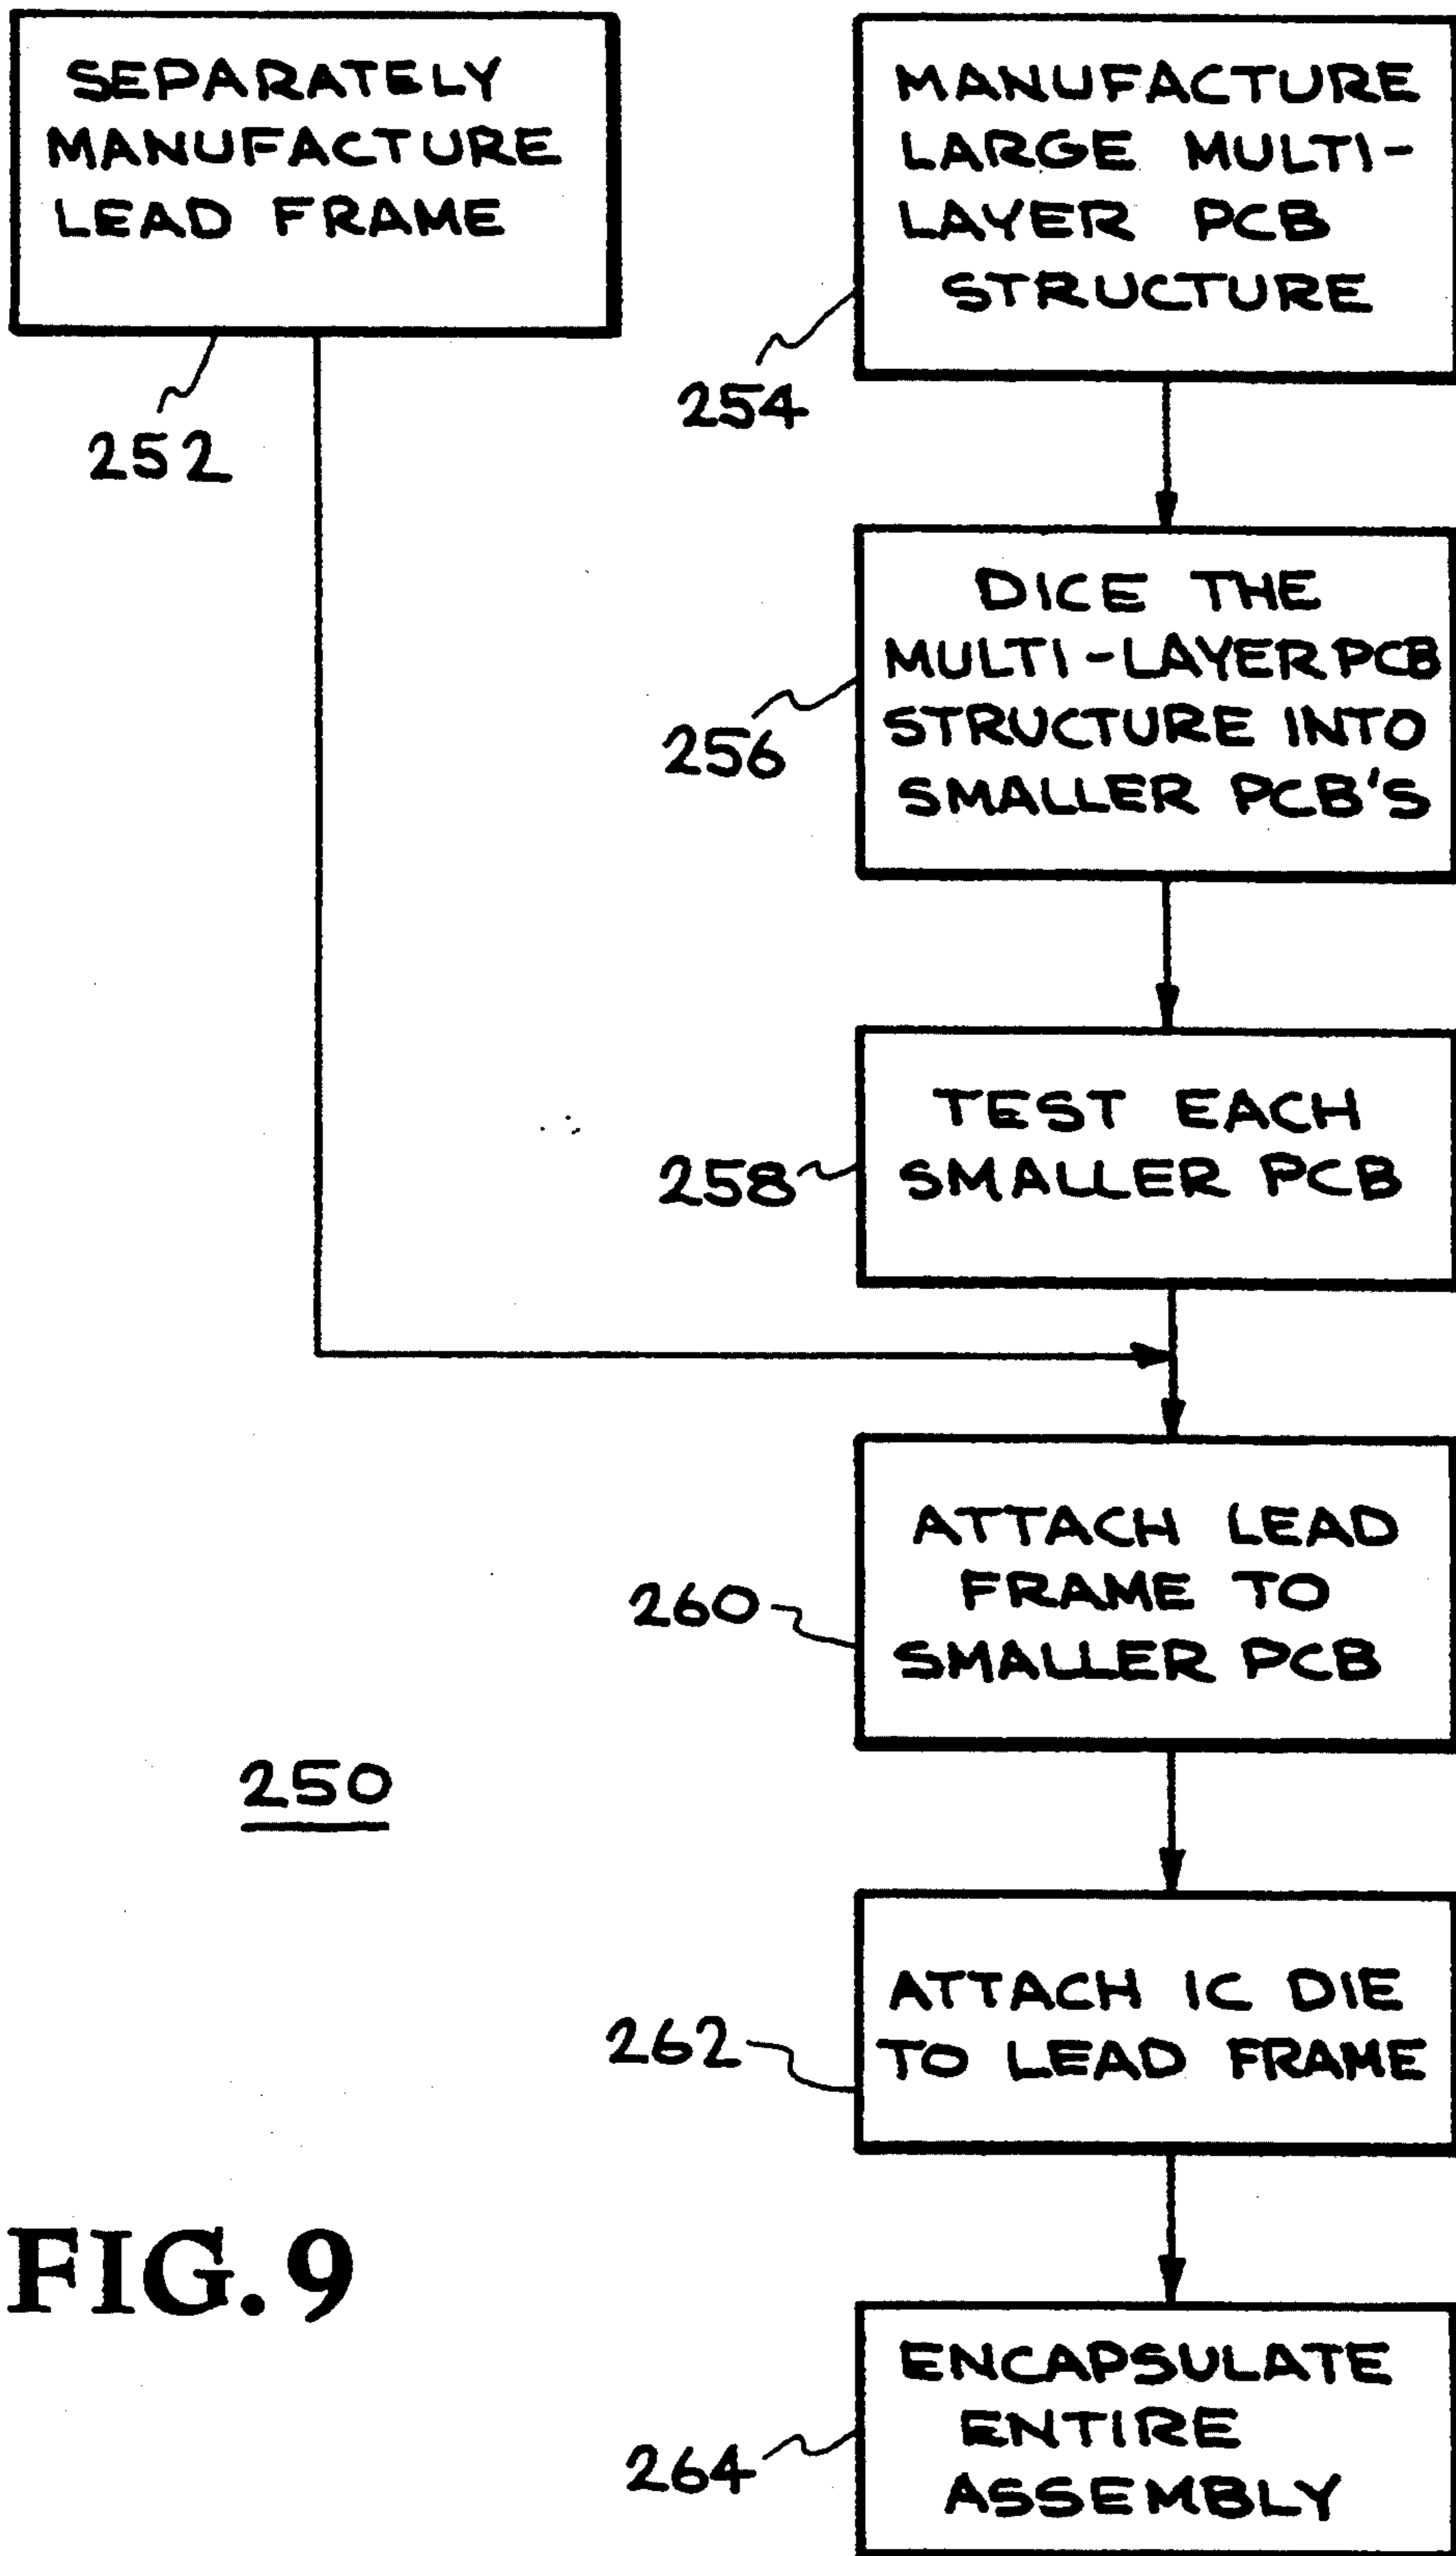 SEPARATELY
MANUFACTURE
LEAD FRAME
252
MANUFACTURE
LARGE MULTI-
LAYER PCB
STRUCTURE
254
DICE THE
MULTI-LAYER PCB
STRUCTURE INTO
SMALLER PCB'S
256
TEST EACH
SMALLER PCB
258
ATTACH LEAD
FRAME TO
SMALLER PCB
260
250
ATTACH IC DIE
TO LEAD FRAME
262
ENCAPSULATE
ENTIRE
ASSEMBLY
264
FIG. 9